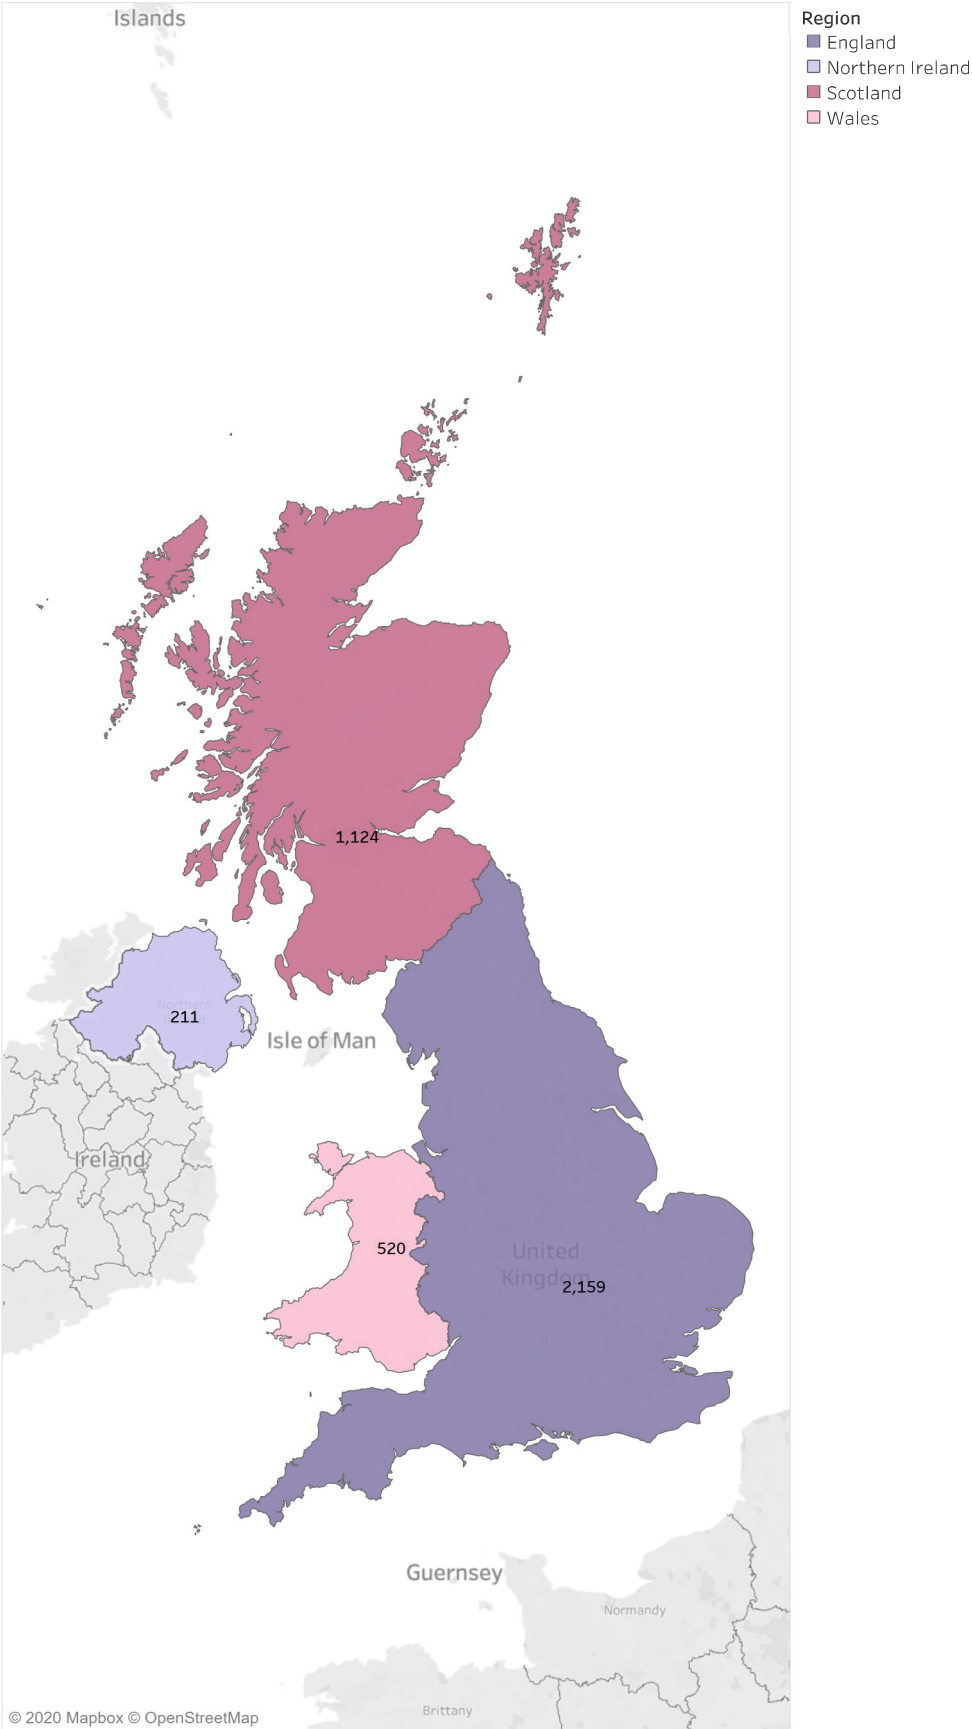 Islands
Region
England
Northern Ireland
Scotland
Wales
1,124
Northern
211
Isle of Man
Ireland
520
United
Kingdom
2,159
Guernsey
Normandy
Brittany
© 2020 Mapbox © OpenStreetMap